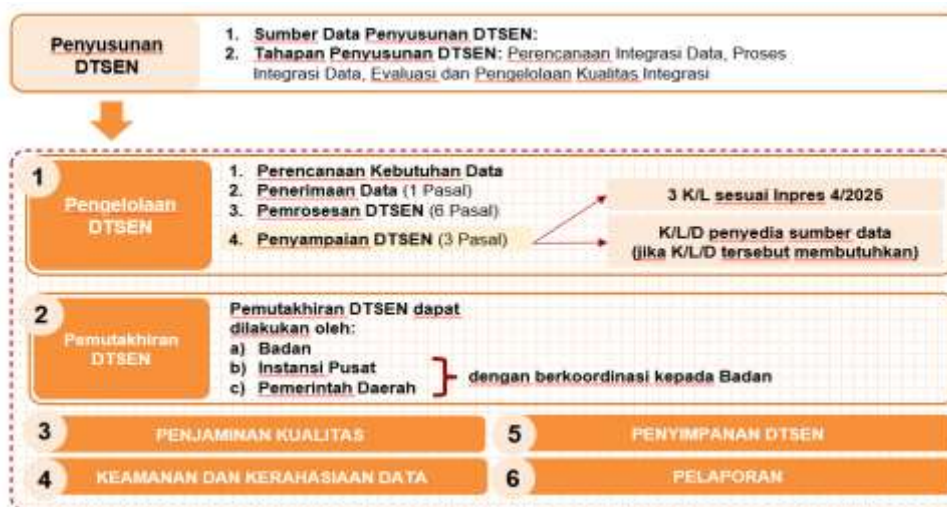 Penyusunan
DTSEN
1. Sumber Data Penyusunan DTSEN:
2. Tahapan Penyusunan DTSEN: Perencanaan Integrasi Data, Proses
Integrasi Data, Evaluasi dan Pengelolaan Kualitas Integrasi
1
Pengelolaan
DTSEN
1. Perencanaan Kebutuhan Data
2. Penerimaan Data (1 Pasal)
3. Pemrosesan DTSEN (6 Pasal)
4. Penyampaian DTSEN (3 Pasal)
3 K/L sesuai Inpres 4/2025
K/L/D penyedia sumber data
(jika K/L/D tersebut membutuhkan)
2
Pemutakhiran
DTSEN
Pemutakhiran DTSEN dapat
dilakukan oleh:
a) Badan
b) Instansi Pusat
c) Pemerintah Daerah
dengan berkoordinasi kepada Badan
3 PENJAMINAN KUALITAS
5 PENYIMPANAN DTSEN
4 KEAMANAN DAN KERAHASIAAN DATA
6 PELAPORAN